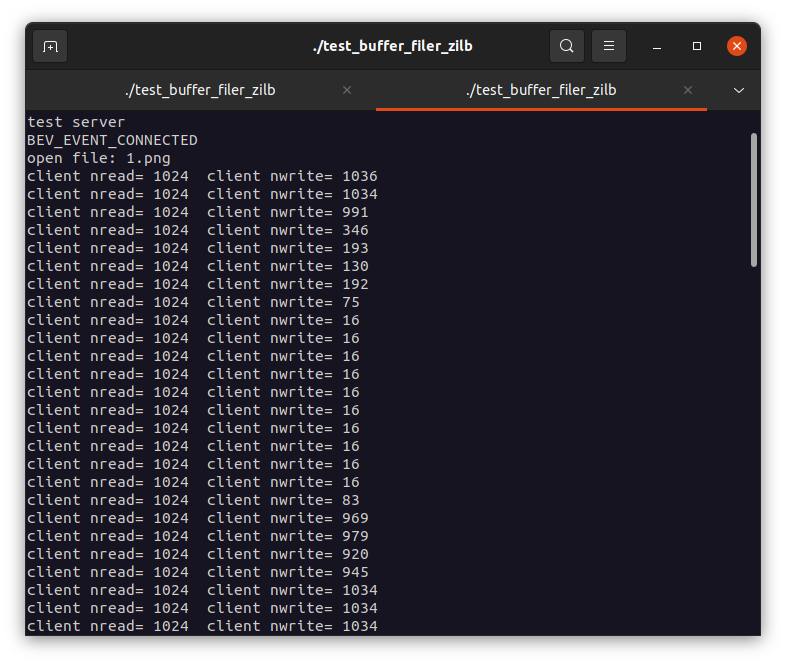 ./test_buffer_filer_zilb
./test_buffer_filer_zilb ./test_buffer_filer_zilb
test server
BEV_EVENT_CONNECTED
open file: 1.png
client nread= 1024  client nwrite= 1036
client nread= 1024  client nwrite= 1034
client nread= 1024  client nwrite= 991
client nread= 1024  client nwrite= 346
client nread= 1024  client nwrite= 193
client nread= 1024  client nwrite= 130
client nread= 1024  client nwrite= 192
client nread= 1024  client nwrite= 75
client nread= 1024  client nwrite= 16
client nread= 1024  client nwrite= 16
client nread= 1024  client nwrite= 16
client nread= 1024  client nwrite= 16
client nread= 1024  client nwrite= 16
client nread= 1024  client nwrite= 16
client nread= 1024  client nwrite= 16
client nread= 1024  client nwrite= 16
client nread= 1024  client nwrite= 16
client nread= 1024  client nwrite= 16
client nread= 1024  client nwrite= 83
client nread= 1024  client nwrite= 969
client nread= 1024  client nwrite= 979
client nread= 1024  client nwrite= 920
client nread= 1024  client nwrite= 945
client nread= 1024  client nwrite= 1034
client nread= 1024  client nwrite= 1034
client nread= 1024  client nwrite= 1034